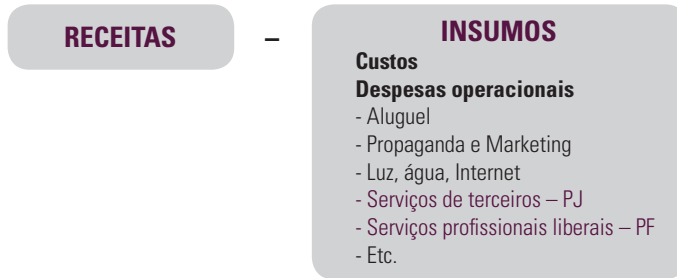 RECEITAS
–
INSUMOS
Custos
Despesas operacionais
- Aluguel
- Propaganda e Marketing
- Luz, água, Internet
- Serviços de terceiros – PJ
- Serviços profissionais liberais – PF
- Etc.